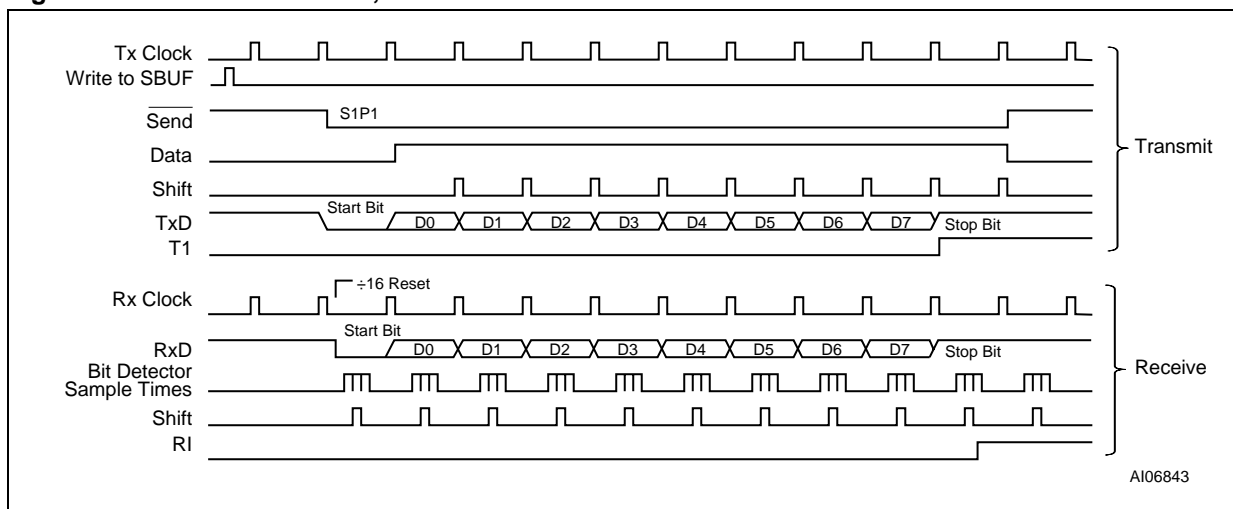 Tx Clock
Write to SBUF
Send
S1P1
Data
Shift
Start Bit
TxD
D0 D1 D2 D3 D4 D5 D6 D7 Stop Bit
T1
Transmit
÷16 Reset
Rx Clock
Start Bit
RxD
D0 D1 D2 D3 D4 D5 D6 D7 Stop Bit
Bit Detector
Sample Times
Shift
RI
Receive
AI06843